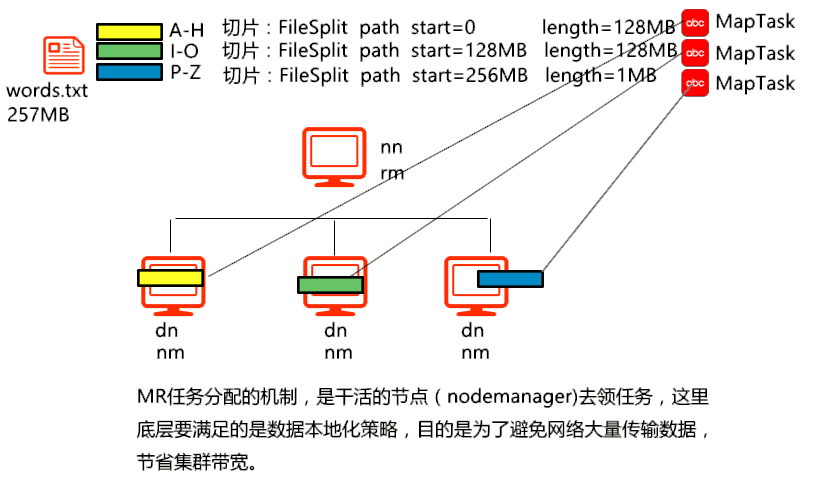 A-H 切片：FileSplit path start=0 length=128MB abc MapTask
I-O 切片：FileSplit path start=128MB length=128MB abc MapTask
P-Z 切片：FileSplit path start=256MB length=1MB abc MapTask
words.txt
257MB
nn
rm
dn dn dn
nm nm nm
MR任务分配的机制，是干活的节点（nodemanager)去领任务，这里
底层要满足的是数据本地化策略，目的是为了避免网络大量传输数据，
节省集群带宽。